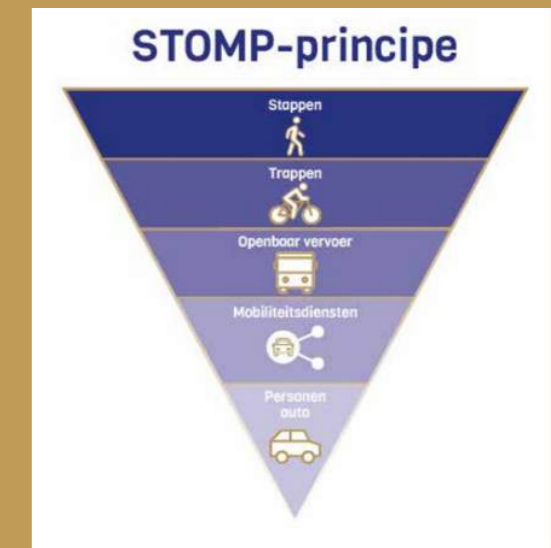 STOMP-principe
Stappen
Trappen
Openbaar vervoer
Mobiliteitsdiensten
Personen
auto